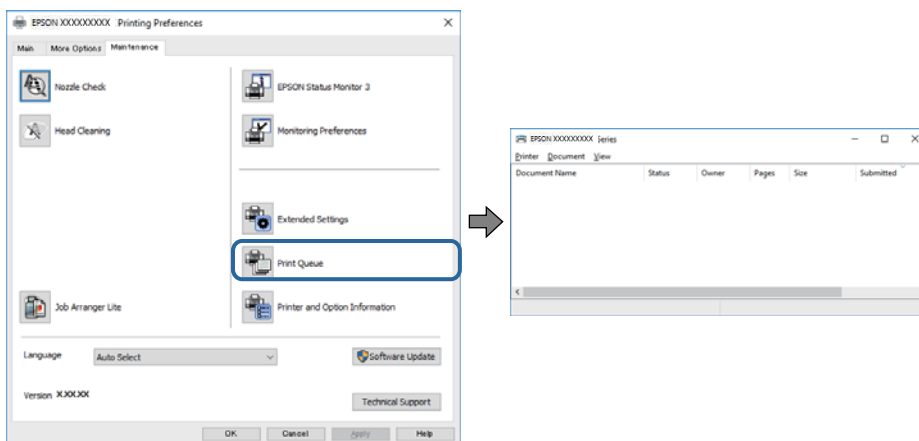 EPSON XXXXXXXXX Printing Preferences
Main More Options Maintenance
Nozzle Check
Head Cleaning
Job Arranger Lite
EPSON Status Monitor 3
Monitoring Preferences
Extended Settings
Print Queue
Printer and Option Information
Language Auto Select
Software Update
Version X.XX.XX
Technical Support
OK Cancel Apply Help
EPSON XXXXXXXXX Series
Printer Document View
Document Name Status Owner Pages Size Submitted